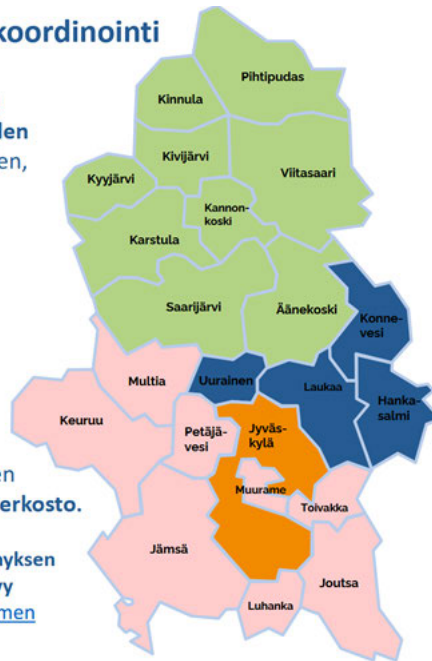 koordinointi
den
en,
Pihtipudas
Kinnula
Kivijärvi
Viitasaari
Kyyjärvi
Kannon-
koski
Karstula
Saarijärvi
Äänekoski
Konne-
vesi
Multia
Uurainen
Laukaa
Hanka-
salmi
Keuruu
Petäjä-
vesi
Jyväs-
kylä
en
erkosto.
Muurame
Toivakka
Jämsä
yksen
vy
men
Joutsa
Luhanka